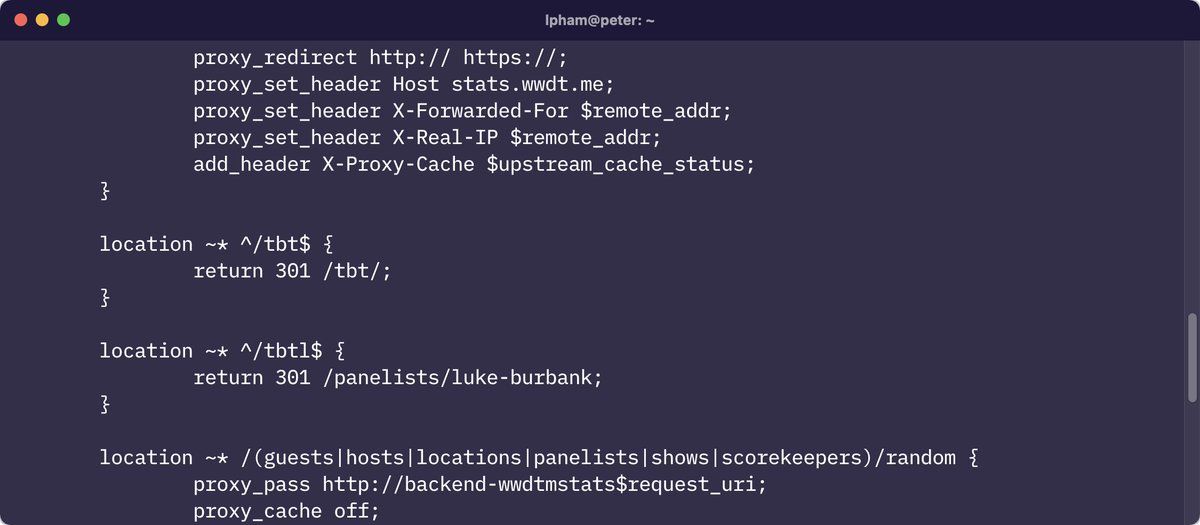 lpham@peter: ~
proxy_redirect http:// https://;
proxy_set_header Host stats.wwdt.me;
proxy_set_header X-Forwarded-For $remote_addr;
proxy_set_header X-Real-IP $remote_addr;
add_header X-Proxy-Cache $upstream_cache_status;
}
location ~* ^/tbt$ {
return 301 /tbt/;
}
location ~* ^/tbtl$ {
return 301 /panelists/luke-burbank;
}
location ~* /(guests|hosts|locations|panelists|shows|scorekeepers)/random {
proxy_pass http://backend-wwdtmstats$request_uri;
proxy_cache off;